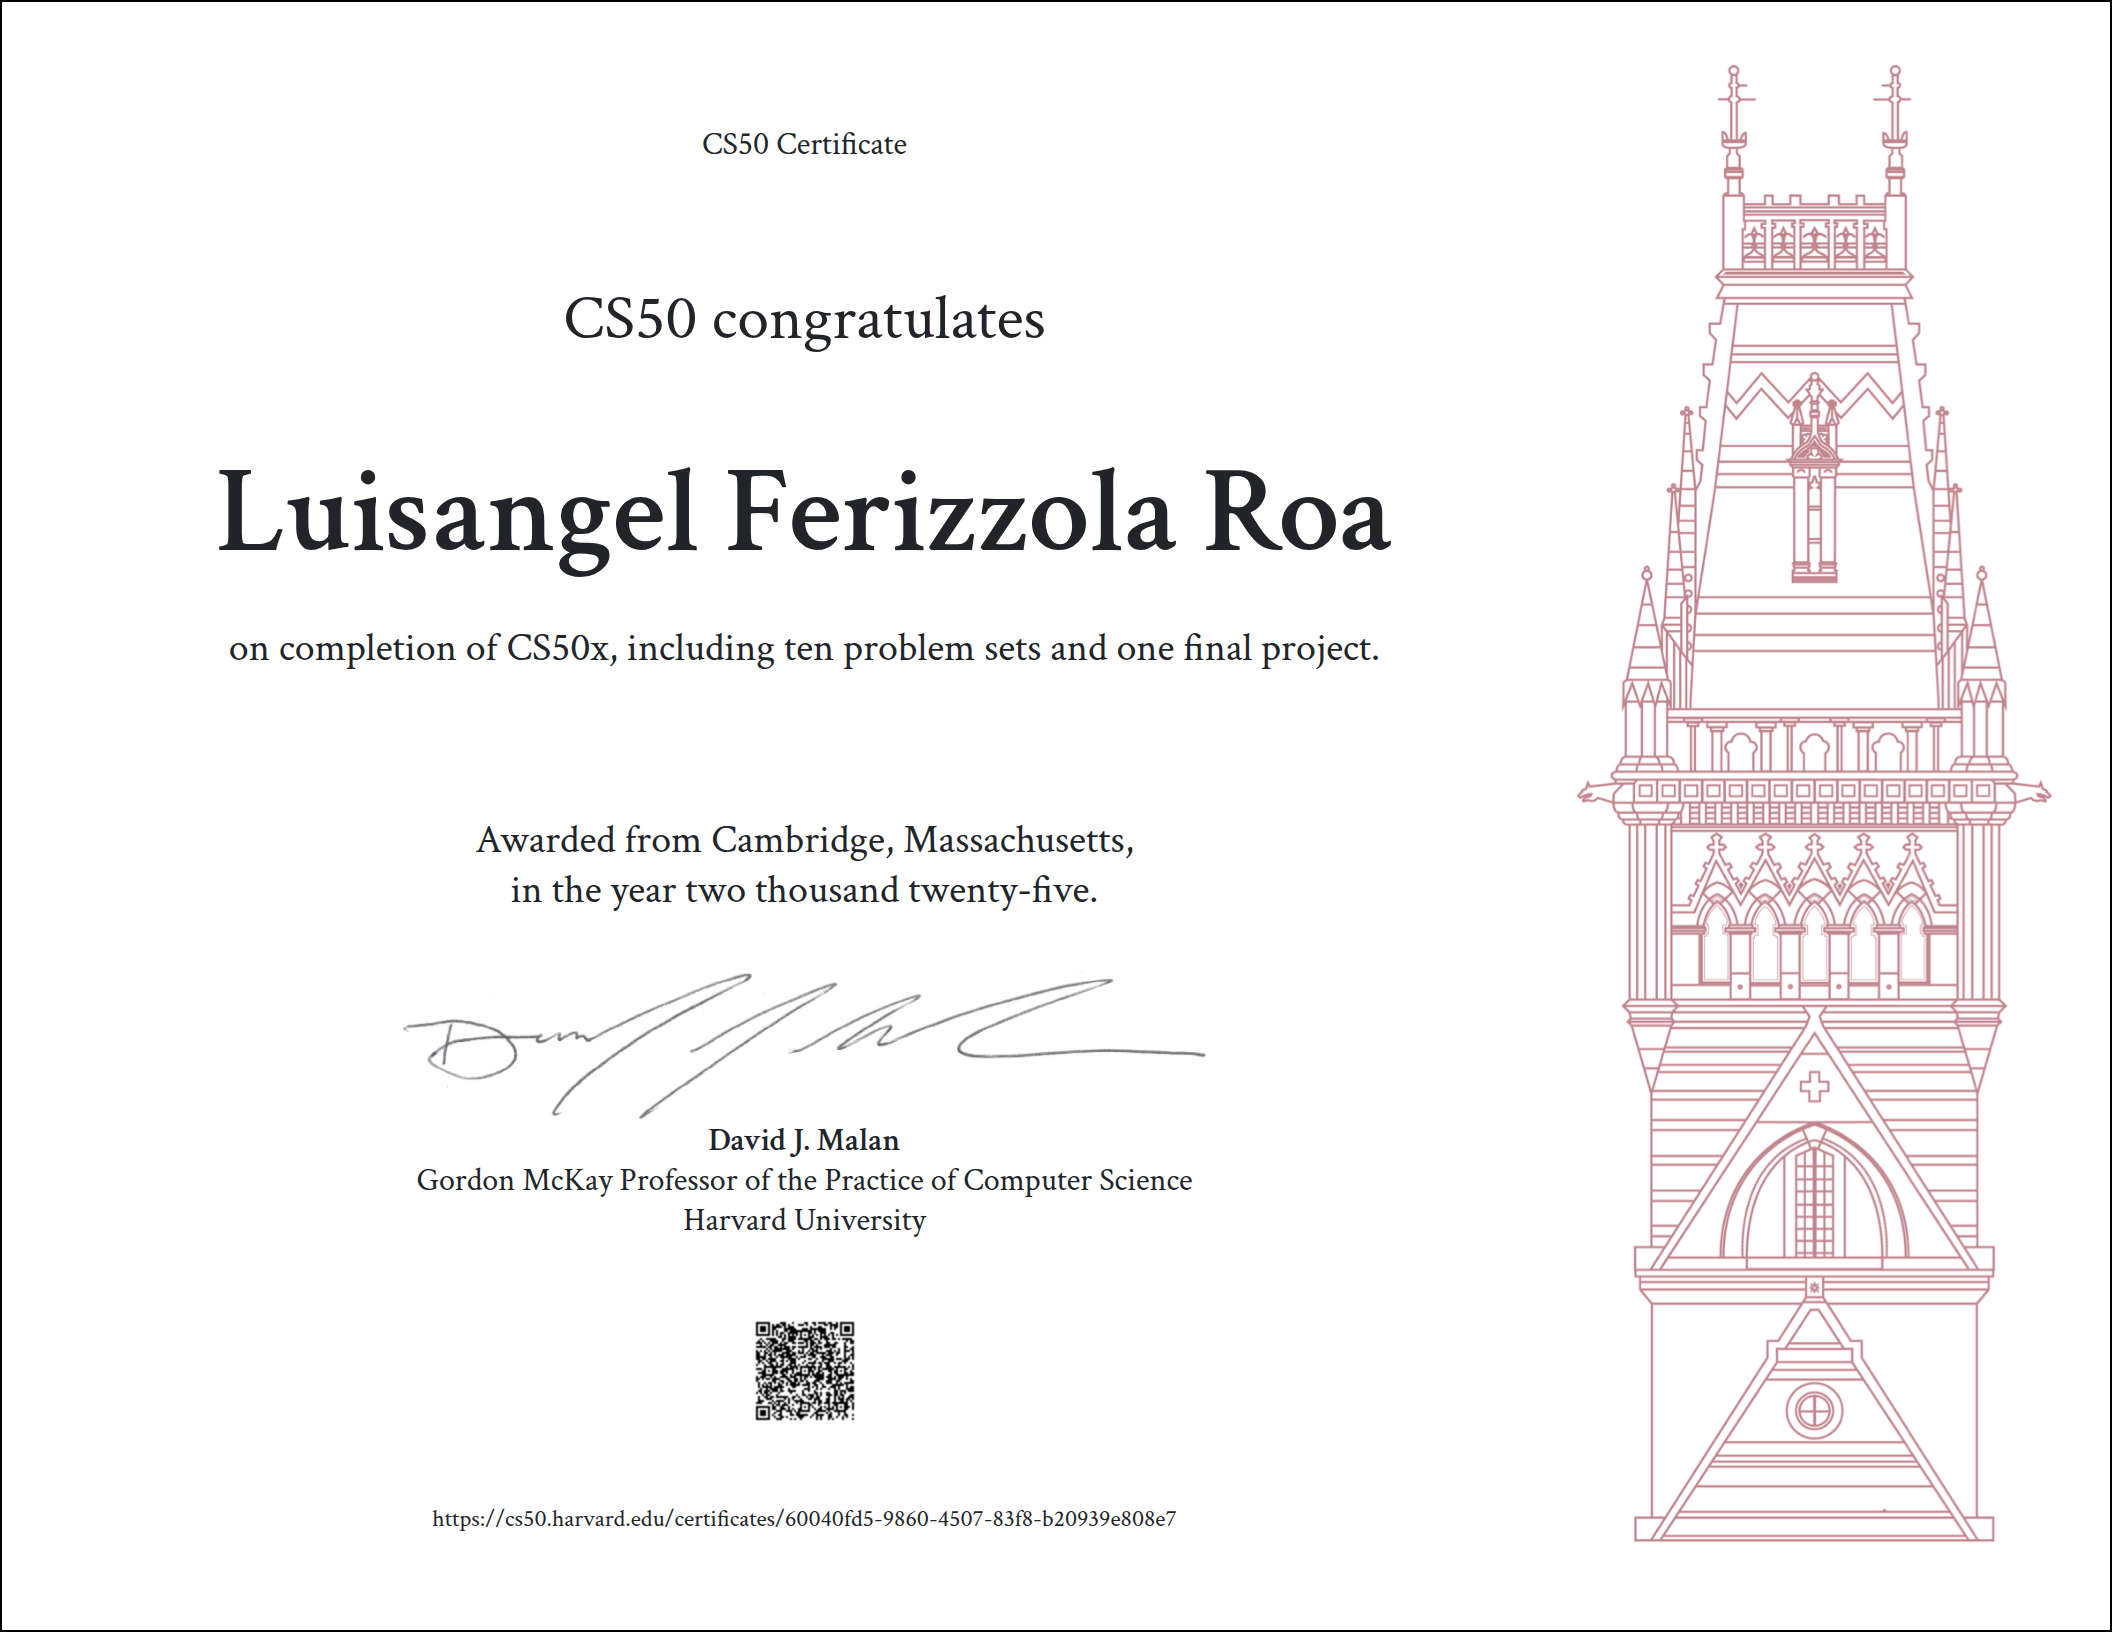 CS50 Certificate
CS50 congratulates
Luisangel Ferizzola Roa
on completion of CS50x, including ten problem sets and one final project.
Awarded from Cambridge, Massachusetts,
in the year two thousand twenty-five.
David J. Malan
Gordon McKay Professor of the Practice of Computer Science
Harvard University
https://cs50.harvard.edu/certificates/60040fd5-9860-4507-83f8-b20939e808e7